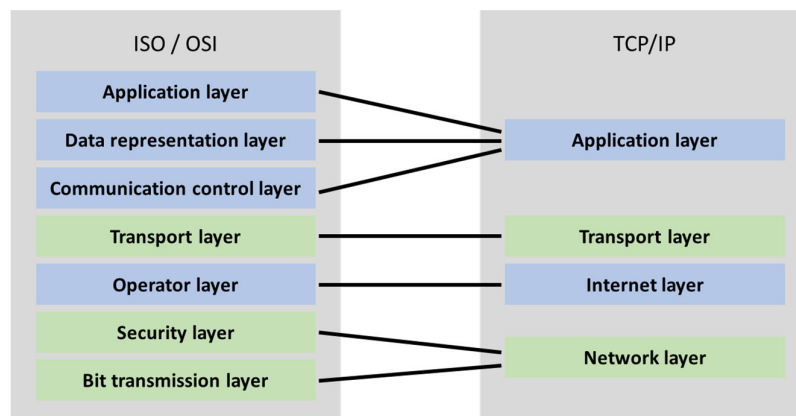 ISO / OSI
Application layer
Data representation layer
Communication control layer
Transport layer
Operator layer
Security layer
Bit transmission layer
TCP/IP
Application layer
Transport layer
Internet layer
Network layer